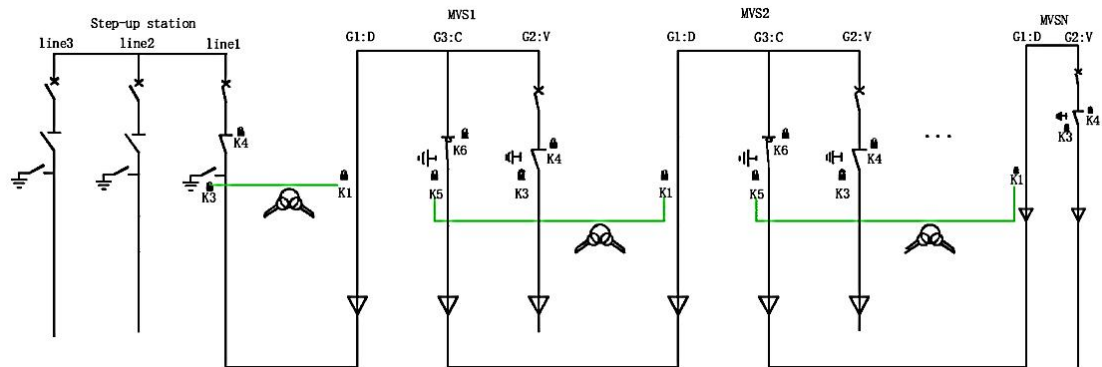 Step-up station
line3 line2 line1
MVS1
G1:D G3:C G2:V
MVS2
G1:D G3:C G2:V
MVSN
G1:D G2:V
K4
K3
K1
K6
K5
K4
K3
K1
K6
K5
K4
K3
...
K1
K4
K3